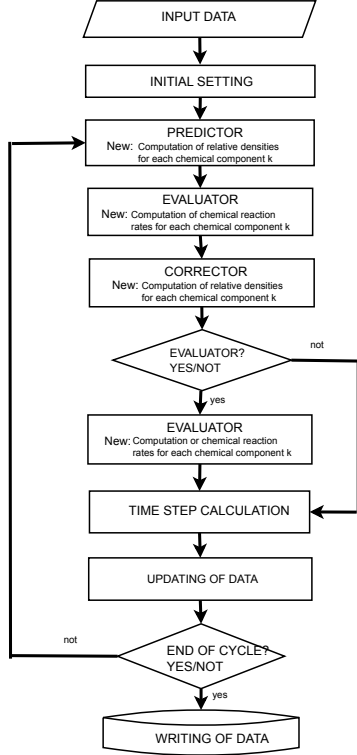 INPUT DATA
INITIAL SETTING
PREDICTOR
New: Computation of relative densities
for each chemical component k
EVALUATOR
New: Computation of chemical reaction
rates for each chemical component k
CORRECTOR
New: Computation of relative densities
for each chemical component k
EVALUATOR?
YES/NOT
not
yes
EVALUATOR
New: Computation or chemical reaction
rates for each chemical component k
TIME STEP CALCULATION
UPDATING OF DATA
not
END OF CYCLE?
YES/NOT
yes
WRITING OF DATA